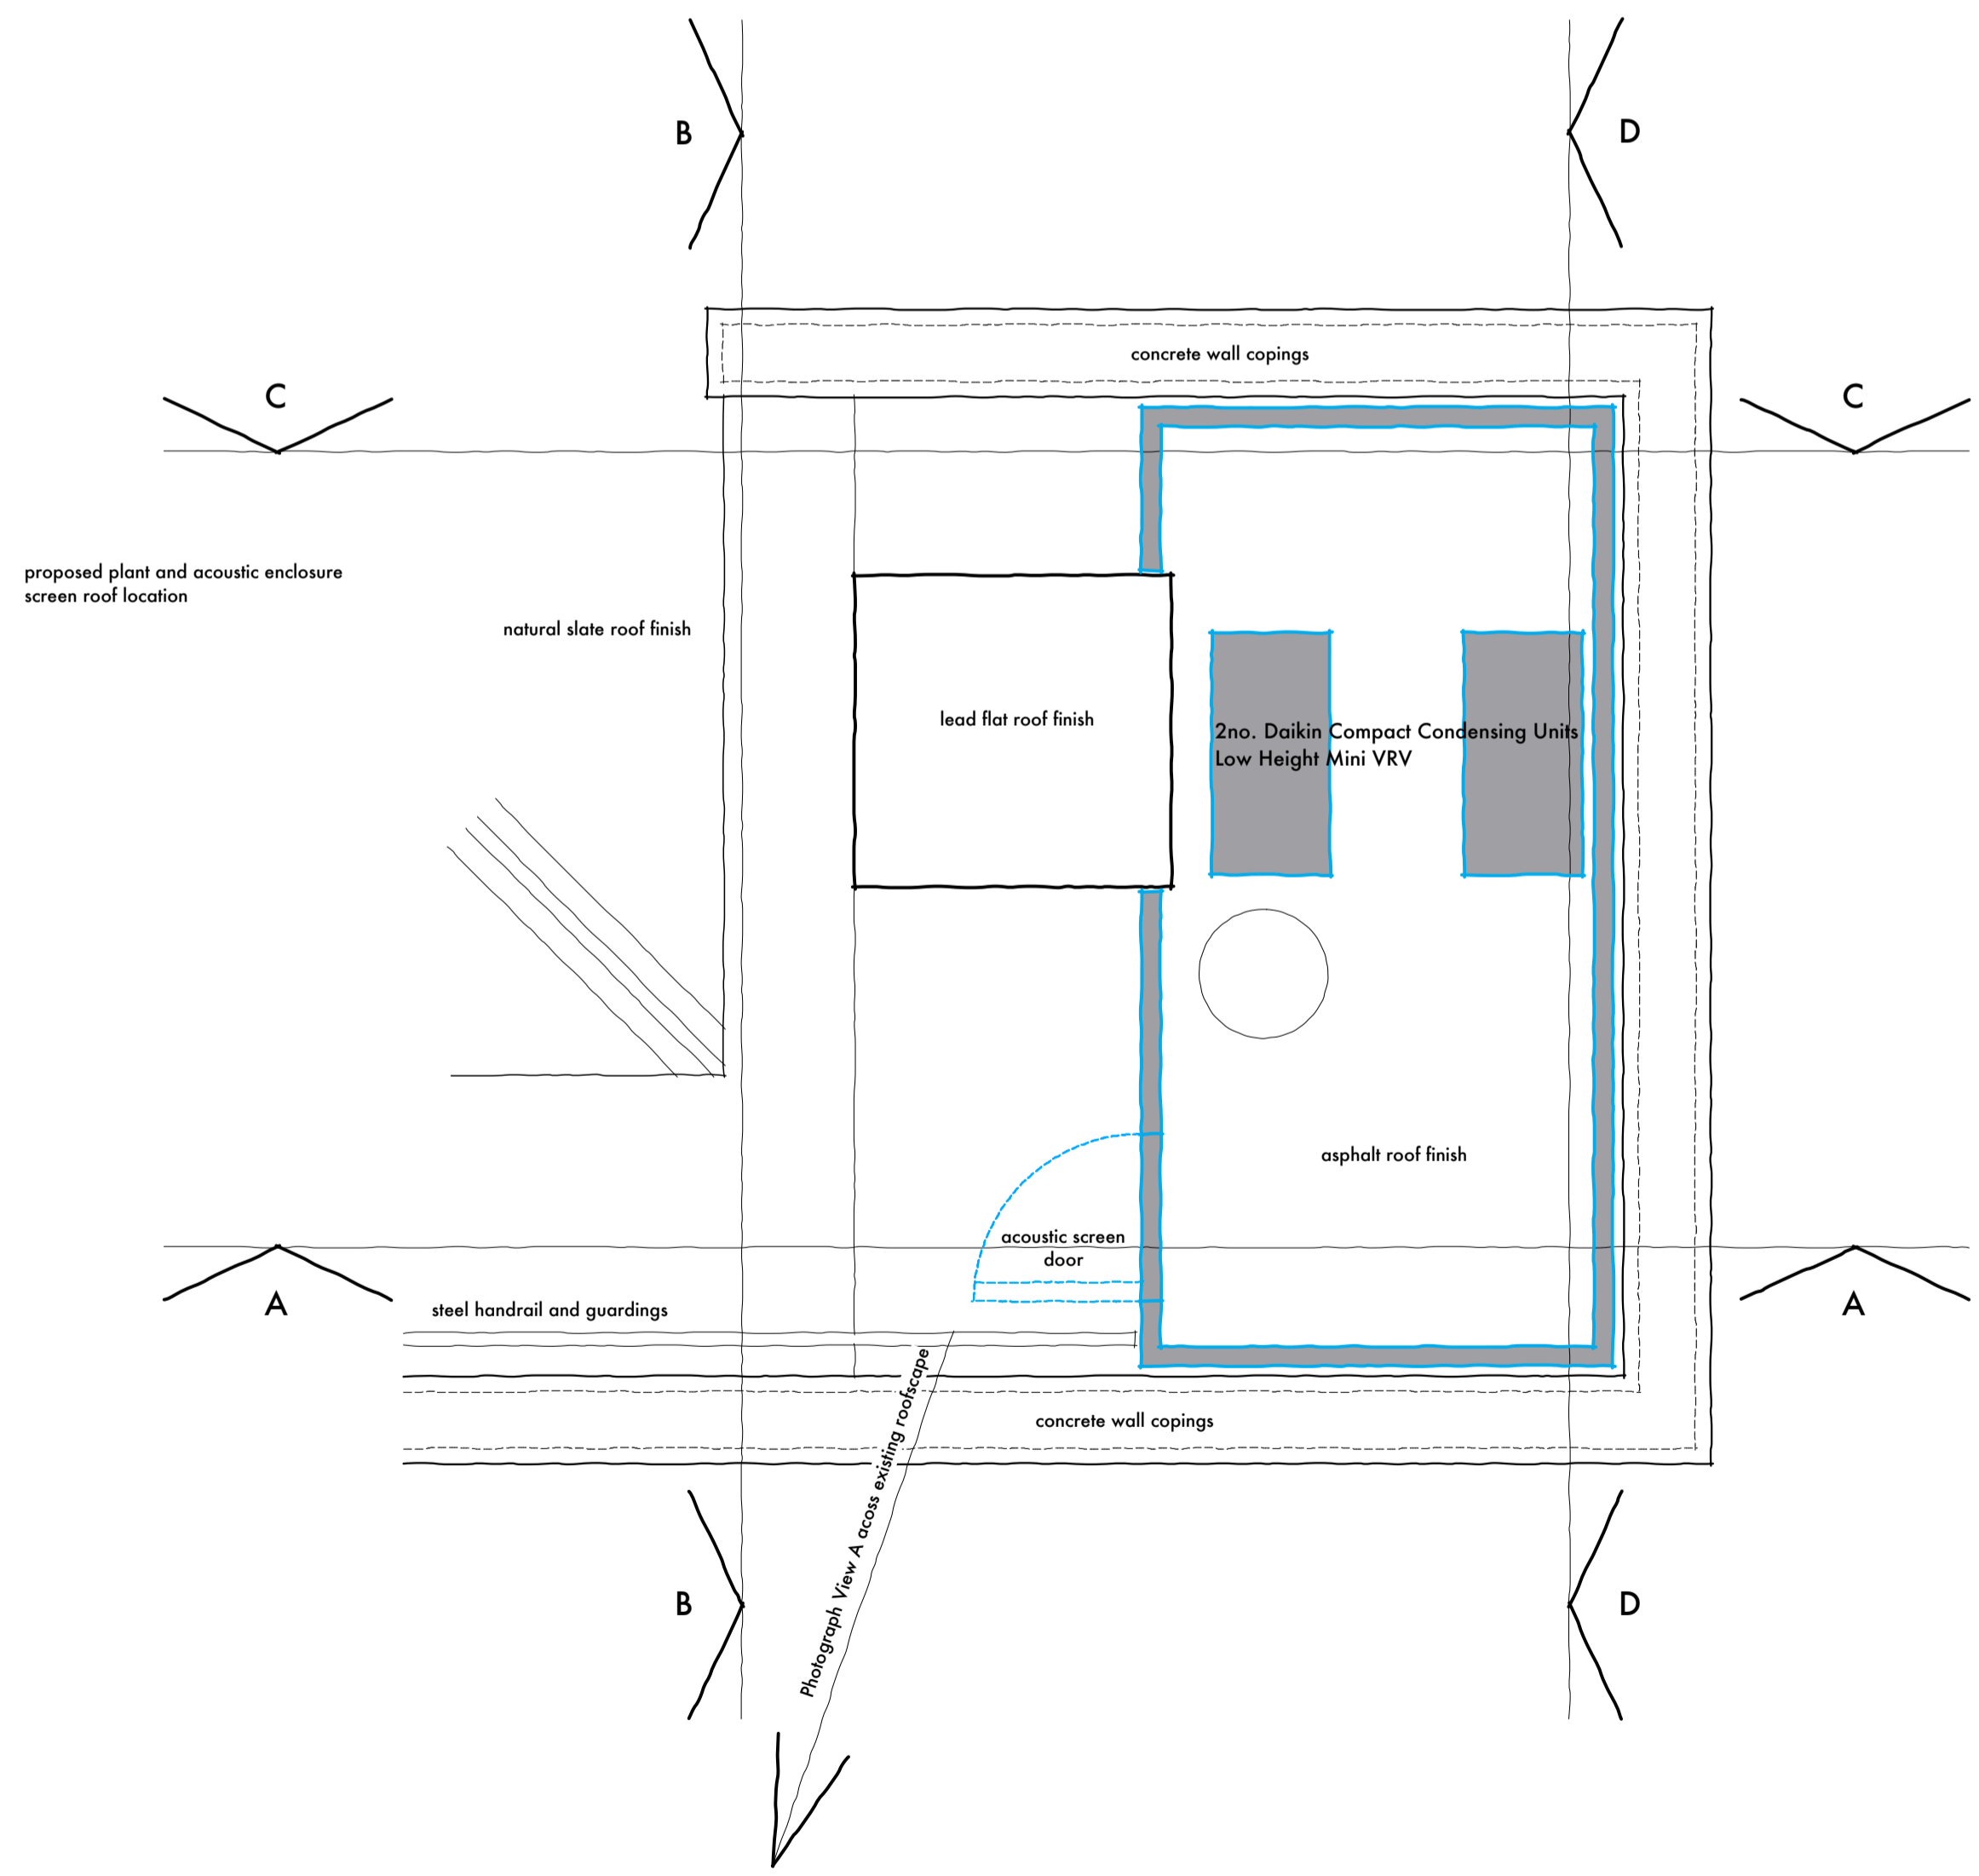 B
D
concrete wall copings
C
C
proposed plant and acoustic enclosure
screen roof location
natural slate roof finish
lead flat roof finish
2no. Daikin Compact Condensing Units
Low Height Mini VRV
asphalt roof finish
acoustic screen
door
A
steel handrail and guardings
A
Photograph View A acoss existing roofscape
concrete wall copings
B
D